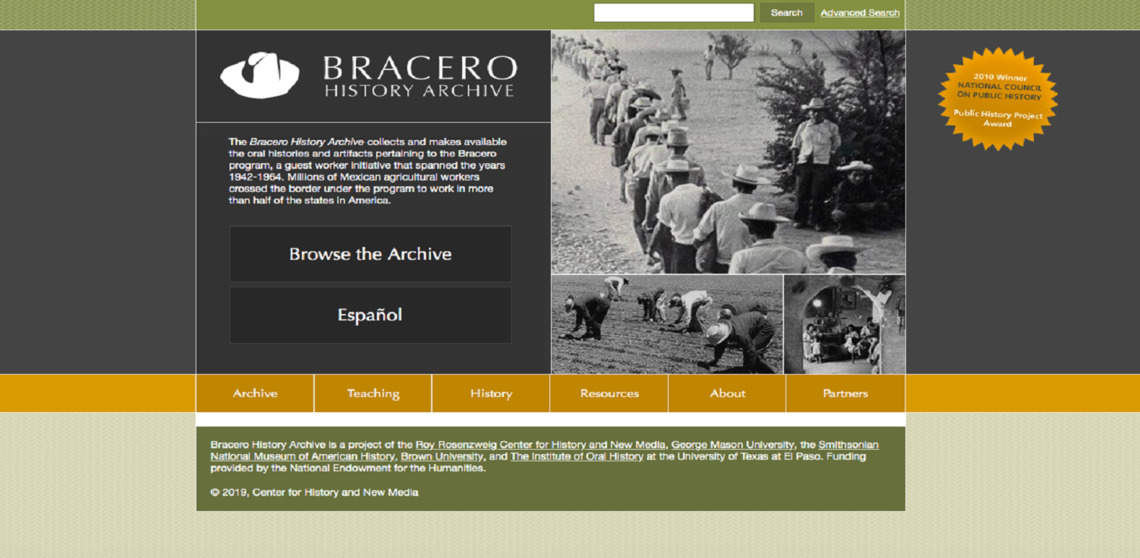 Search
Advanced Search
BRACERO
HISTORY ARCHIVE
2010 Winner
NATIONAL COUNCIL
ON PUBLIC HISTORY
Public History Project
Award
The Bracero History Archive collects and makes available
the oral histories and artifacts pertaining to the Bracero
program, a guest worker initiative that spanned the years
1942-1964. Millions of Mexican agricultural workers
crossed the border under the program to work in more
than half of the states in America.
Browse the Archive
Español
Archive
Teaching
History
Resources
About
Partners
Bracero History Archive is a project of the Roy Rosenzweig Center for History and New Media, George Mason University, the Smithsonian
National Museum of American History, Brown University, and The Institute of Oral History at the University of Texas at El Paso. Funding
provided by the National Endowment for the Humanities.
© 2019, Center for History and New Media